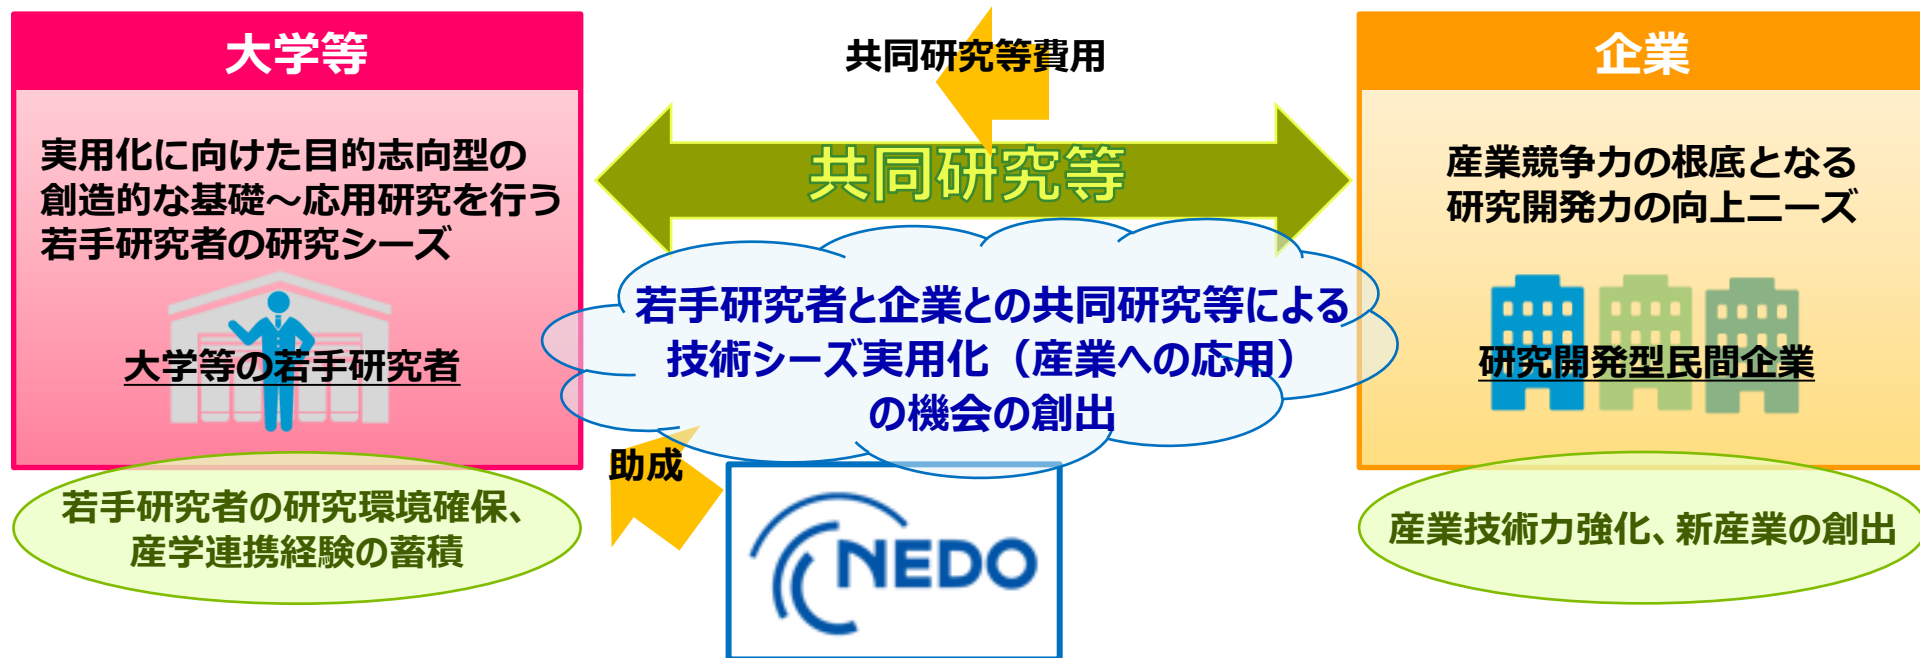 大学等
実用化に向けた目的志向型の
創造的な基礎～応用研究を行う
若手研究者の研究シーズ
大学等の若手研究者
若手研究者の研究環境確保、
産学連携経験の蓄積
共同研究等費用
共同研究等
若手研究者と企業との共同研究等による
技術シーズ実用化（産業への応用）
の機会の創出
助成
NEDO
企業
産業競争力の根底となる
研究開発力の向上ニーズ
研究開発型民間企業
産業技術力強化、新産業の創出